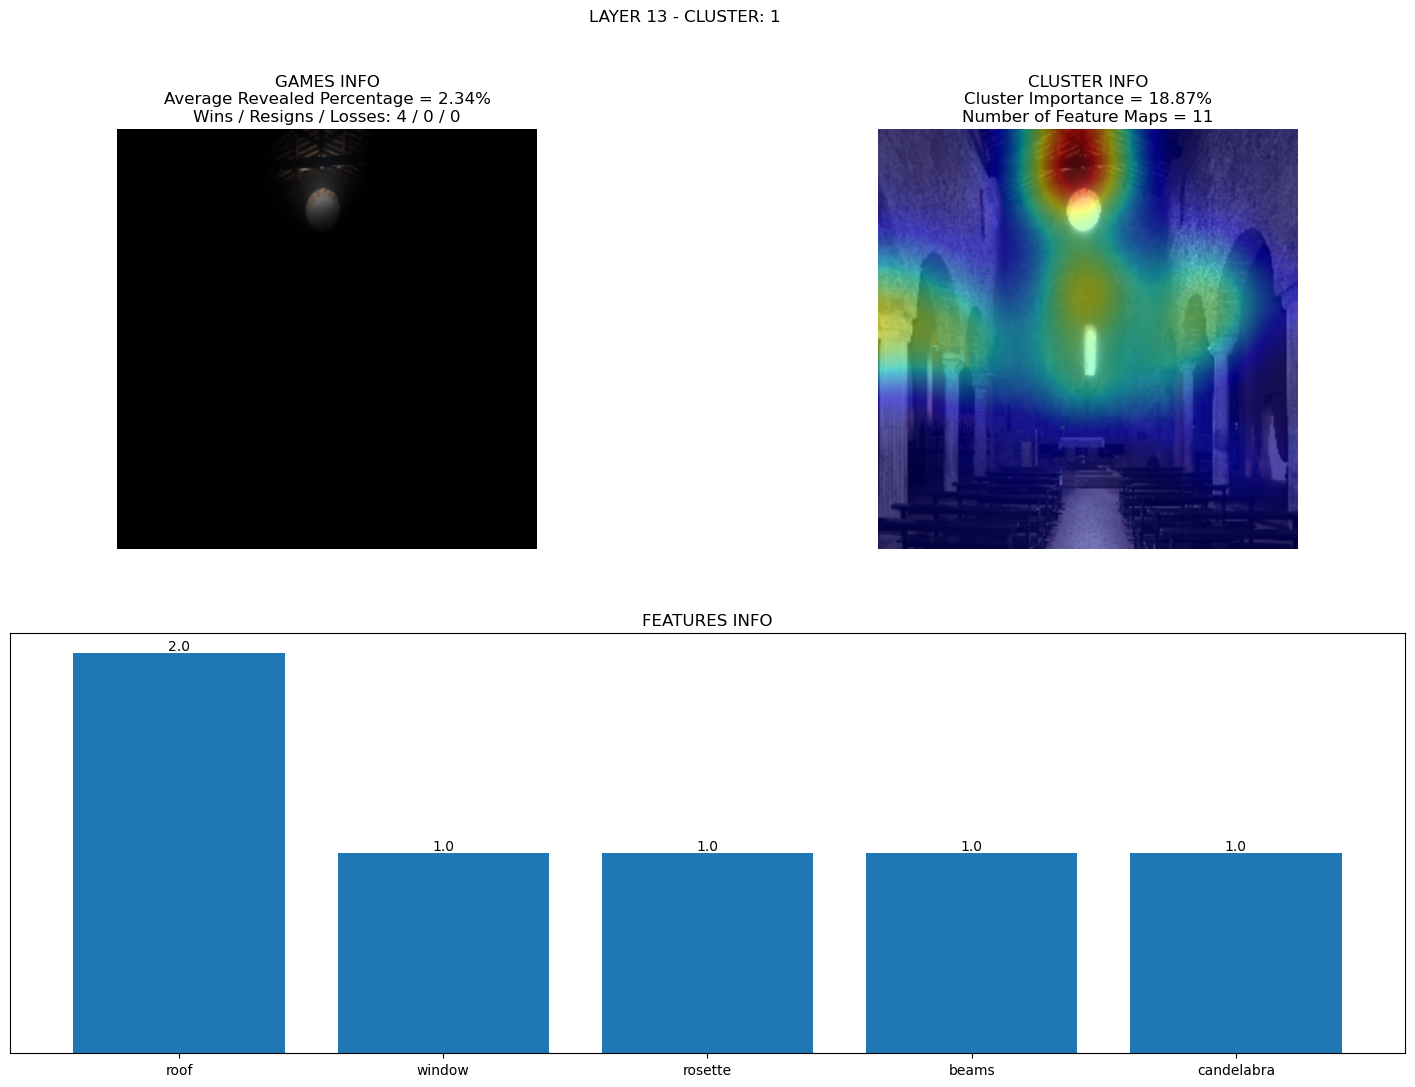 LAYER 13 - CLUSTER: 1
GAMES INFO
Average Revealed Percentage = 2.34%
Wins / Resigns / Losses: 4 / 0 / 0
CLUSTER INFO
Cluster Importance = 18.87%
Number of Feature Maps = 11
FEATURES INFO
2.0
1.0
1.0
1.0
1.0
roof
window
rosette
beams
candelabra